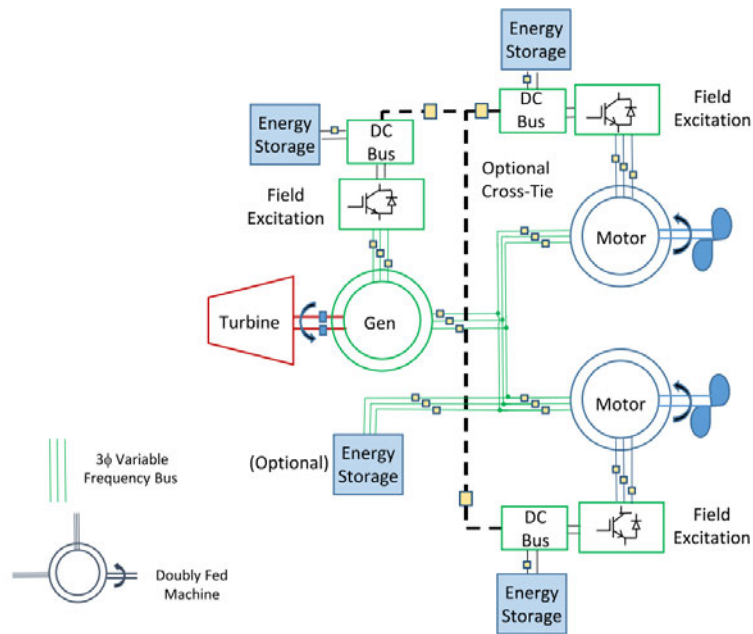 Energy
Storage
DC
Bus
Field
Excitation
Energy
Storage
DC
Bus
Optional
Cross-Tie
Field
Excitation
Motor
Turbine
Gen
Motor
(Optional)
Energy
Storage
3ϕ Variable
Frequency Bus
DC
Bus
Field
Excitation
Doubly Fed
Machine
Energy
Storage